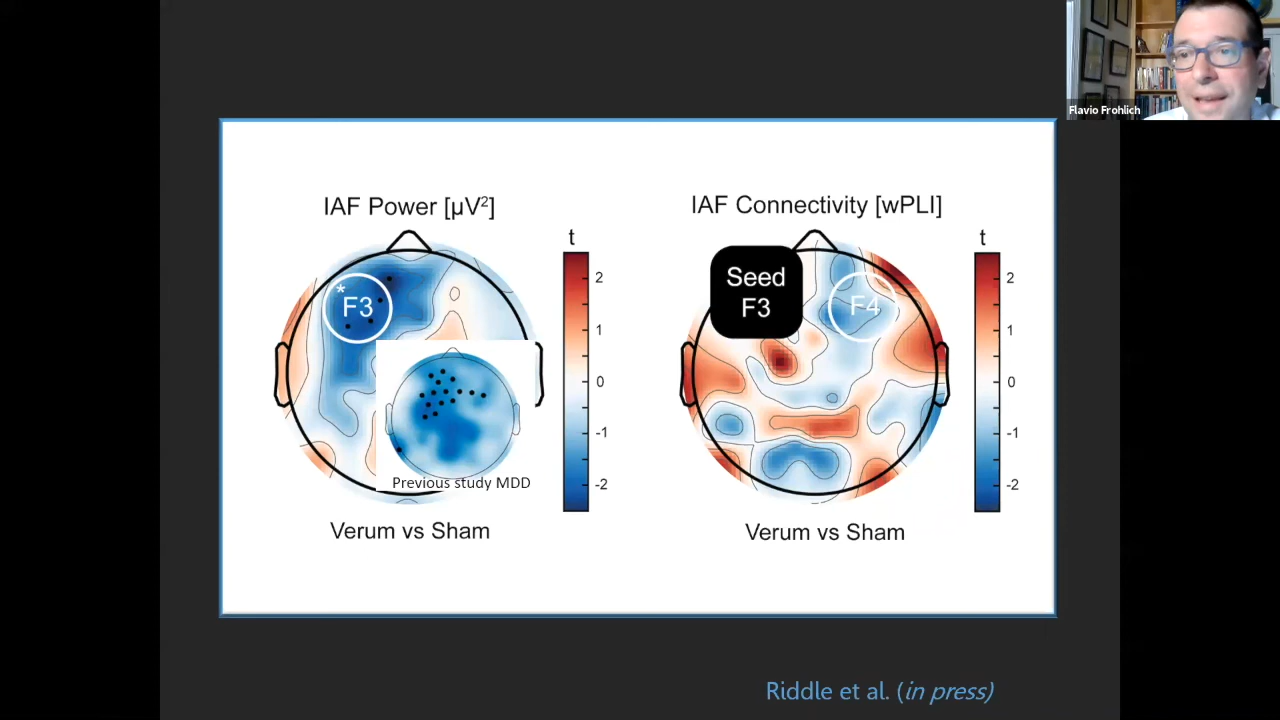 Flavio Frohlich
IAF Power [µV²]
IAF Connectivity [wPLI]
t
2
1
0
-1
-2
*
F3
Previous study MDD
Verum vs Sham
t
2
1
0
-1
-2
Seed
F3
F4
Verum vs Sham
Riddle et al. (in press)